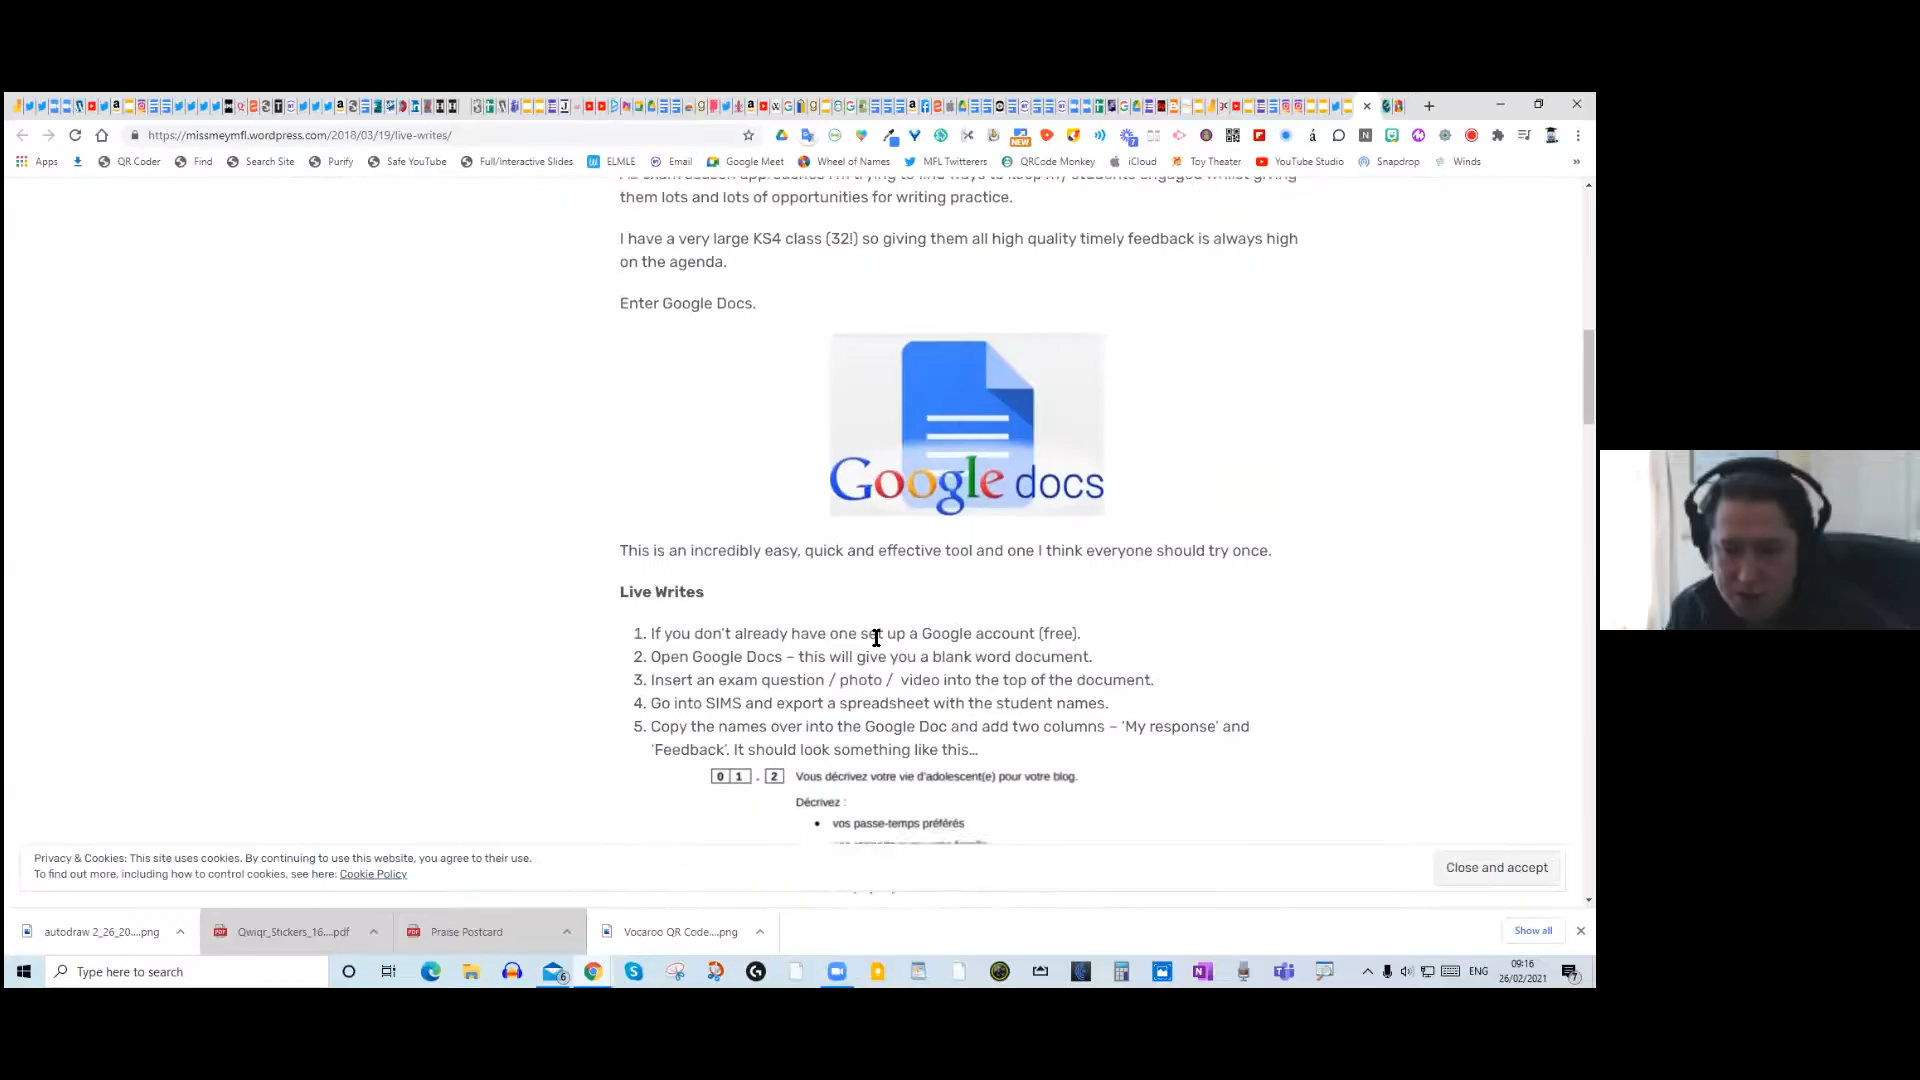 https://missmeymfl.wordpress.com/2018/03/19/live-writes/
Apps
QR Coder
Find
Search Site
Purify
Safe YouTube
Full/Interactive Slides
ELMLE
Email
Google Meet
Wheel of Names
MFL Twitterers
QRCode Monkey
iCloud
Toy Theater
YouTube Studio
Snapdrop
Winds
»
them lots and lots of opportunities for writing practice.
I have a very large KS4 class (32!) so giving them all high quality timely feedback is always high
on the agenda.
Enter Google Docs.
Google docs
This is an incredibly easy, quick and effective tool and one I think everyone should try once.
Live Writes
1. If you don't already have one set up a Google account (free).
2. Open Google Docs – this will give you a blank word document.
3. Insert an exam question / photo / video into the top of the document.
4. Go into SIMS and export a spreadsheet with the student names.
5. Copy the names over into the Google Doc and add two columns – 'My response' and
'Feedback'. It should look something like this…
0 1 . 2 Vous décrivez votre vie d'adolescent(e) pour votre blog.
Décrivez :
• vos passe-temps préférés
Privacy & Cookies: This site uses cookies. By continuing to use this website, you agree to their use.
To find out more, including how to control cookies, see here: Cookie Policy
Close and accept
autodraw 2_26_20....png
Qwiqr_Stickers_16....pdf
Praise Postcard
Vocaroo QR Code....png
Show all
Type here to search
ENG
09:16
26/02/2021